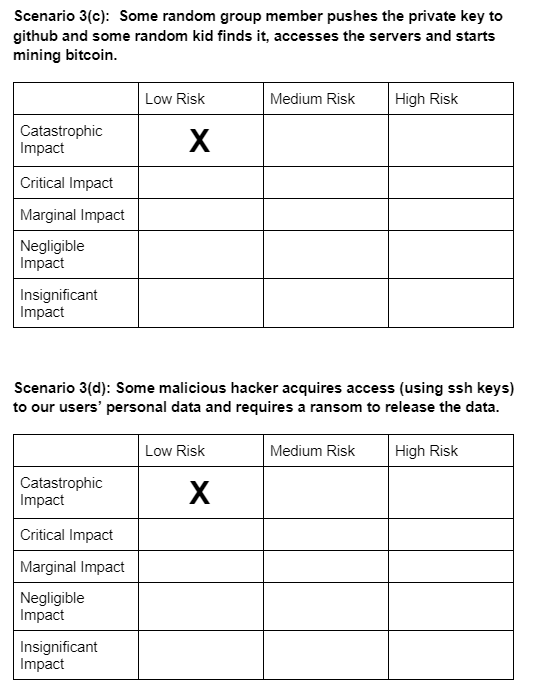 Scenario 3(c):  Some random group member pushes the private key to
github and some random kid finds it, accesses the servers and starts
mining bitcoin.
Low Risk Medium Risk High Risk
Catastrophic
Impact
X
Critical Impact
Marginal Impact
Negligible
Impact
Insignificant
Impact
Scenario 3(d): Some malicious hacker acquires access (using ssh keys)
to our users' personal data and requires a ransom to release the data.
Low Risk Medium Risk High Risk
Catastrophic
Impact
X
Critical Impact
Marginal Impact
Negligible
Impact
Insignificant
Impact